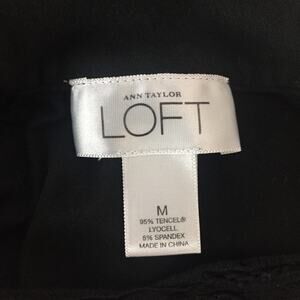 ANN TAYLOR
LOFT
M
95% TENCEL®
LYOCELL
5% SPANDEX
MADE IN CHINA